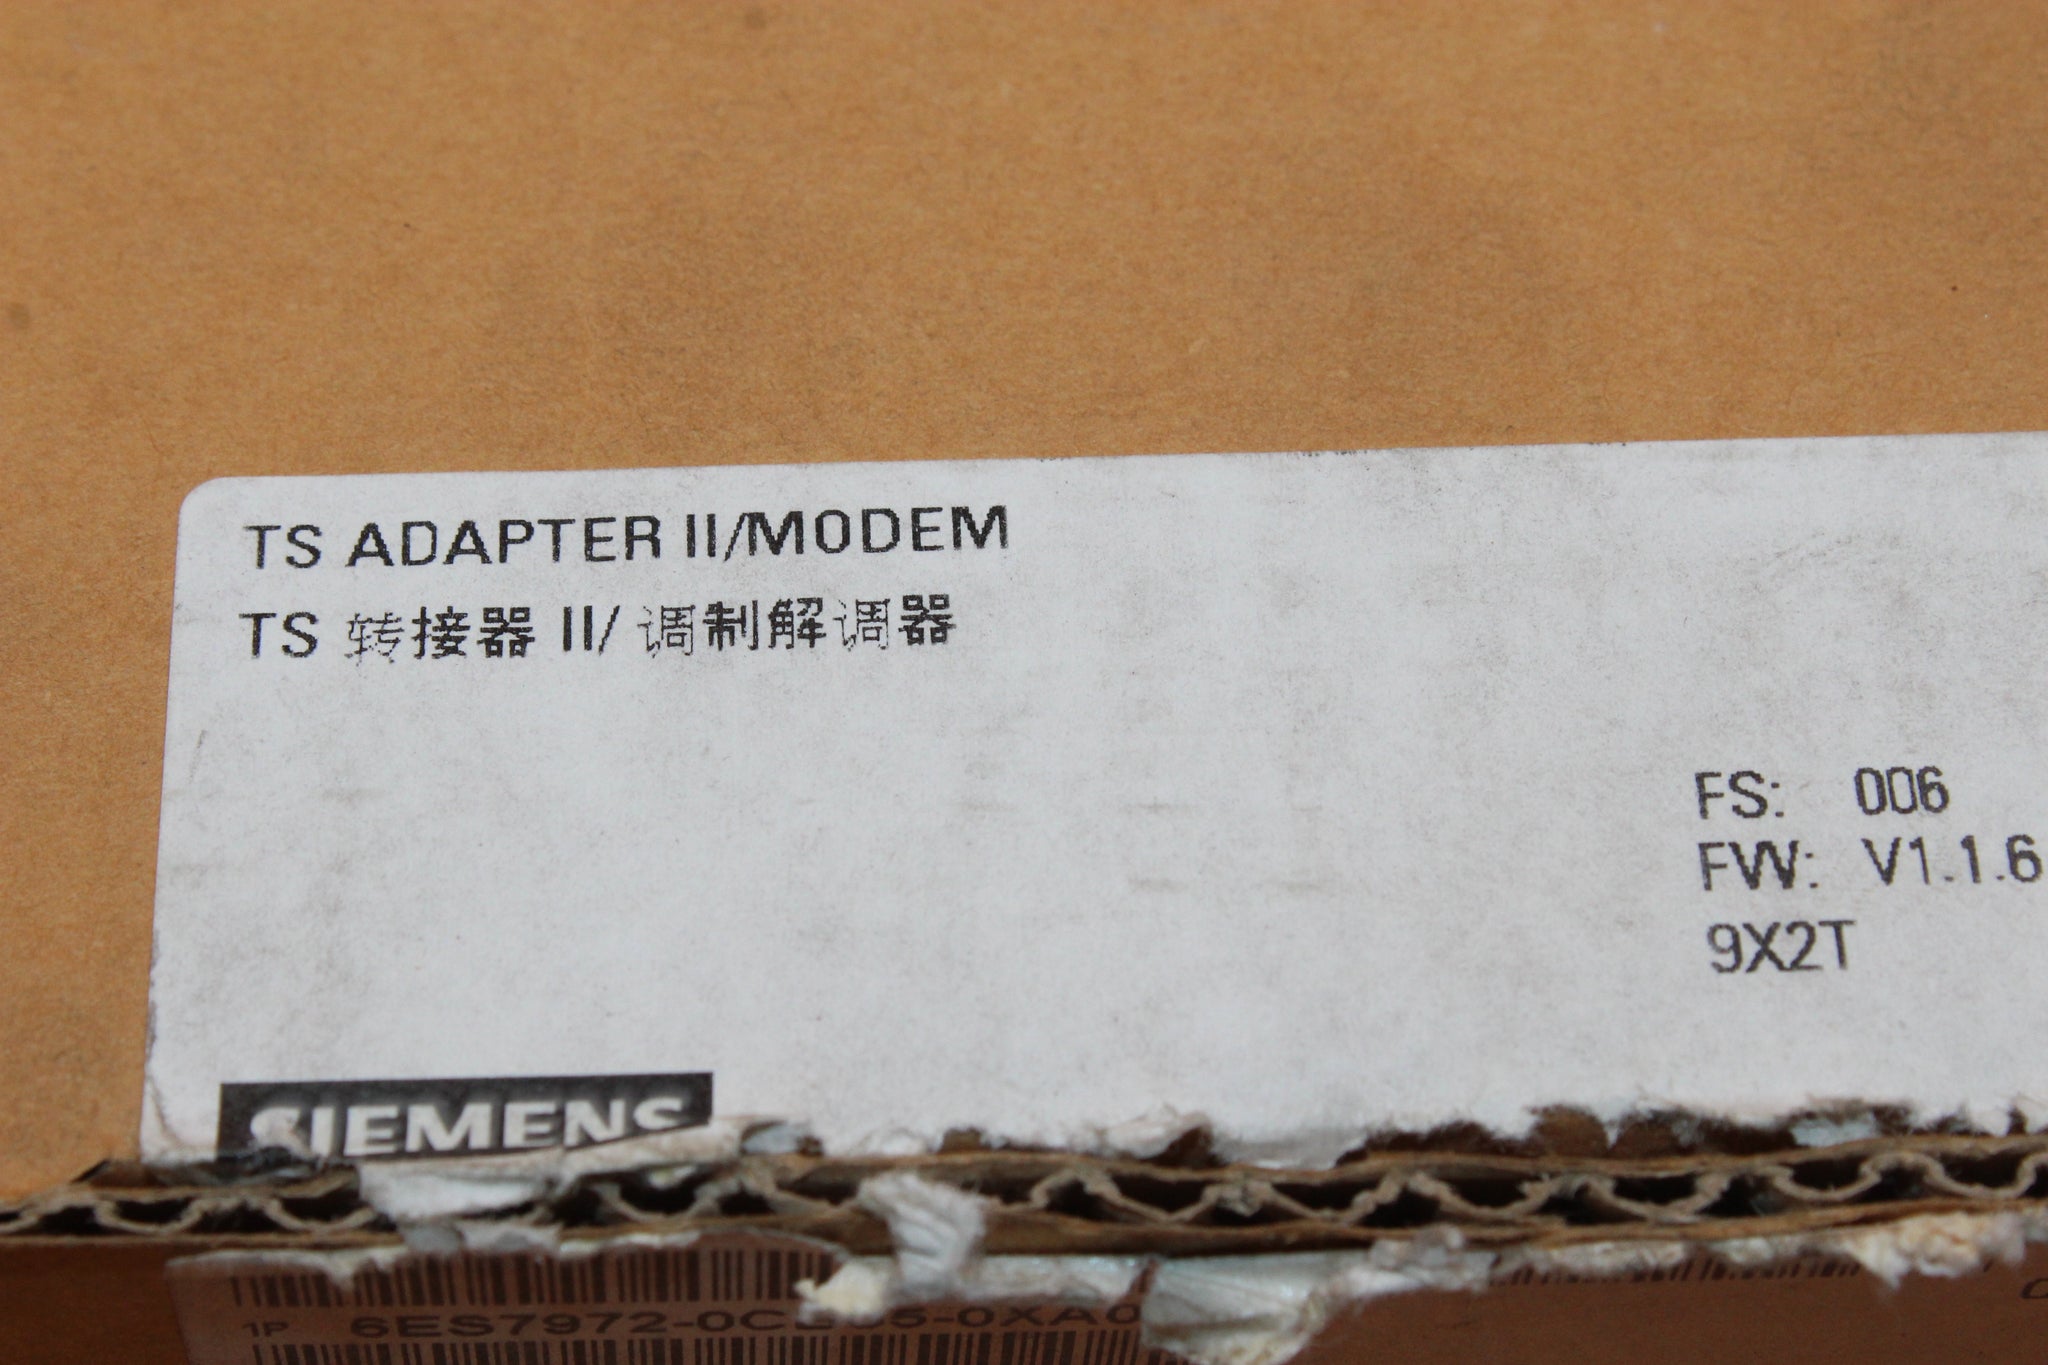 TS ADAPTER II/MODEM
TS 转接器 II/ 调制解调器
FS: 006
FW: V1.1.6
9X2T
SIEMENS
1P